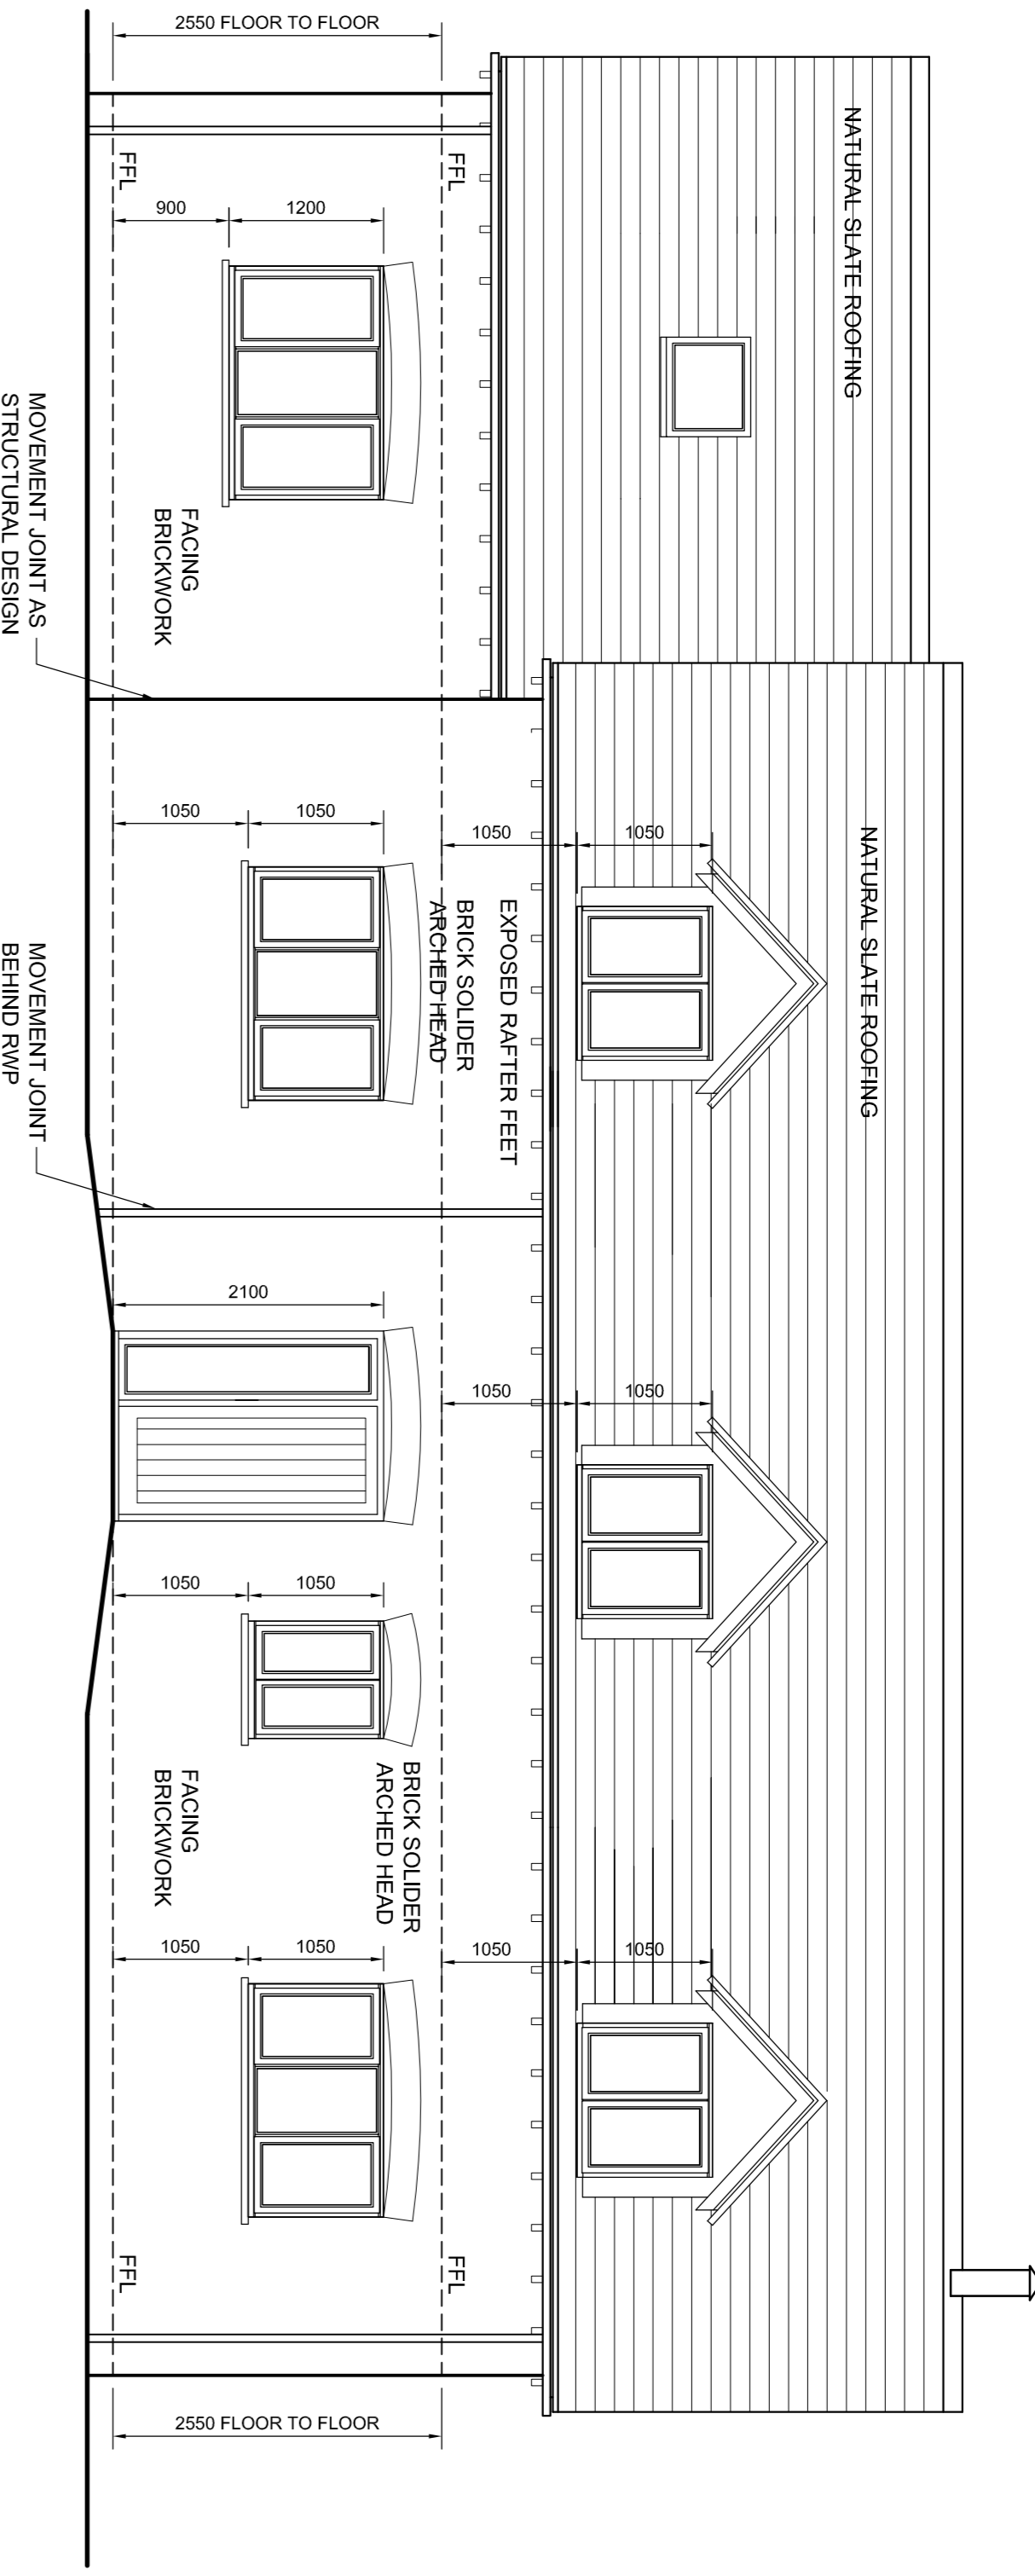 NATURAL SLATE ROOFING
NATURAL SLATE ROOFING
1050
1050
1050
1050
1050
1050
EXPOSED RAFTER FEET
BRICK SOLIDER
ARCHED HEAD
BRICK SOLIDER
ARCHED HEAD
FFL
FFL
2550 FLOOR TO FLOOR
2550 FLOOR TO FLOOR
1200
900
1050
1050
2100
1050
1050
1050
1050
FACING
BRICKWORK
FACING
BRICKWORK
FFL
FFL
MOVEMENT JOINT AS
STRUCTURAL DESIGN
MOVEMENT JOINT
BEHIND RWP